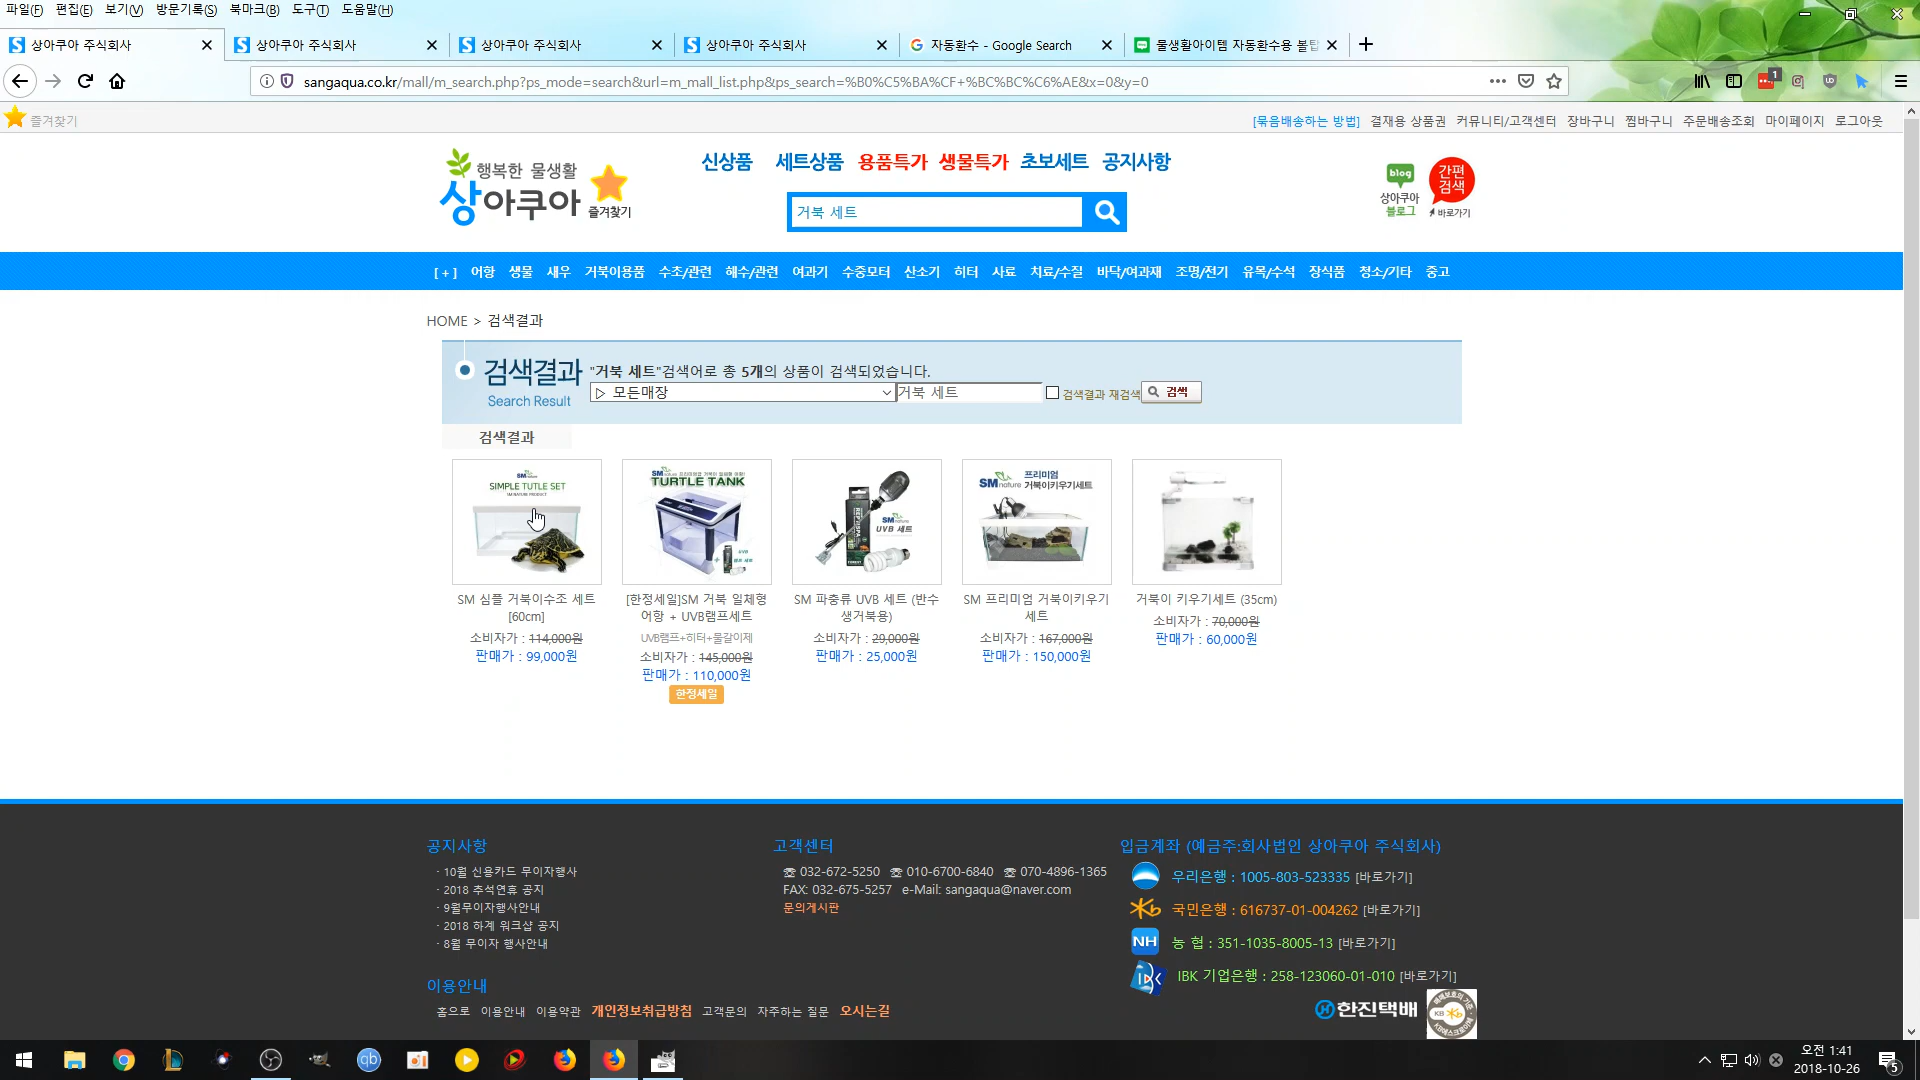 파일(F) 편집(E) 보기(V) 방문기록(S) 북마크(B) 도구(T) 도움말(H)
상아쿠아 주식회사
상아쿠아 주식회사
상아쿠아 주식회사
상아쿠아 주식회사
자동환수 - Google Search
물생활아이템 자동환수용 볼탑
sangaqua.co.kr/mall/m_search.php?ps_mode=search&url=m_mall_list.php&ps_search=%B0%C5%BA%CF+%BC%BC%C6%AE&x=0&y=0
1
즐겨찾기
[묶음배송하는 방법] 결재용 상품권 커뮤니티/고객센터 장바구니 찜바구니 주문배송조회 마이페이지 로그아웃
행복한 물생활
상아쿠아
즐겨찾기
신상품 세트상품 용품특가 생물특가 초보세트 공지사항
거북 세트
blog
상아쿠아
블로그
간편
검색
바로가기
[ + ] 어항 생물 새우 거북이용품 수초/관련 해수/관련 여과기 수중모터 산소기 히터 사료 치료/수질 바닥/여과재 조명/전기 유목/수석 장식품 청소/기타 중고
HOME > 검색결과
검색결과
Search Result
"거북 세트"검색어로 총 5개의 상품이 검색되었습니다.
▷ 모든매장
거북 세트
검색결과 재검색
검색
검색결과
SM nature
SIMPLE TUTLE SET
SM NATURE PRODUCT
SM 심플 거북이수조 세트
[60cm]
소비자가 : 114,000원
판매가 : 99,000원
SM nature
TURTLE TANK
[한정세일]SM 거북 일체형
어항 + UVB램프세트
UVB램프+히터+물갈이제
소비자가 : 145,000원
판매가 : 110,000원
한정세일
SM nature
UVB 세트
SM 파충류 UVB 세트 (반수
생거북용)
소비자가 : 29,000원
판매가 : 25,000원
SM nature
프리미엄
거북이키우기세트
SM 프리미엄 거북이키우기
세트
소비자가 : 167,000원
판매가 : 150,000원
거북이 키우기세트 (35cm)
소비자가 : 70,000원
판매가 : 60,000원
공지사항
· 10월 신용카드 무이자행사
· 2018 추석연휴 공지
· 9월무이자행사안내
· 2018 하계 워크샵 공지
· 8월 무이자 행사안내
고객센터
☏ 032-672-5250 ☏ 010-6700-6840 ☏ 070-4896-1365
FAX: 032-675-5257 e-Mail: sangaqua@naver.com
문의게시판
입금계좌 (예금주:회사법인 상아쿠아 주식회사)
우리은행 : 1005-803-523335 [바로가기]
국민은행 : 616737-01-004262 [바로가기]
NH 농 협 : 351-1035-8005-13 [바로가기]
IBK 기업은행 : 258-123060-01-010 [바로가기]
이용안내
홈으로 이용안내 이용약관 개인정보취급방침 고객문의 자주하는 질문 오시는길
한진택배
오전 1:41
2018-10-26
5